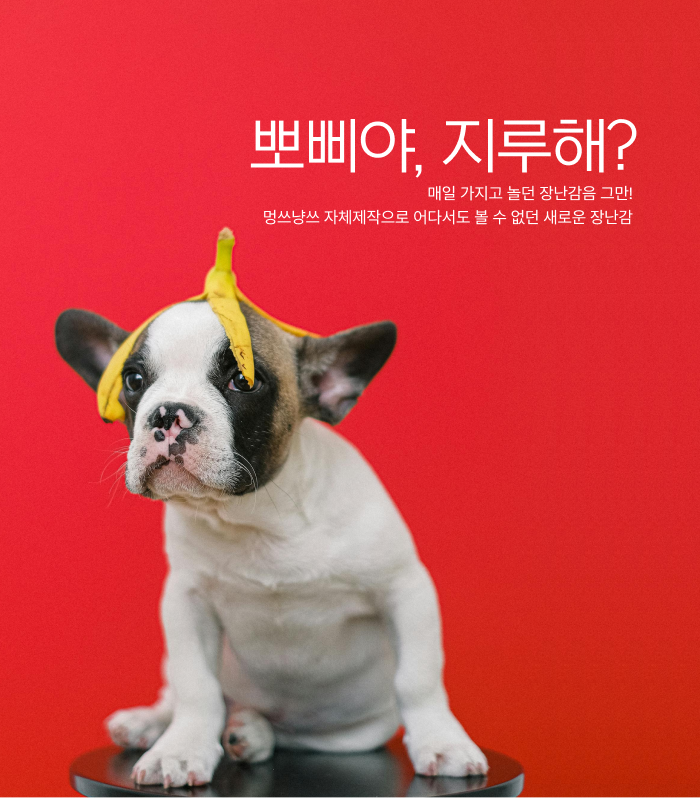 뽀삐야, 지루해?
매일 가지고 놀던 장난감음 그만!
멍쓰냥쓰 자체제작으로 어다서도 볼 수 없던 새로운 장난감